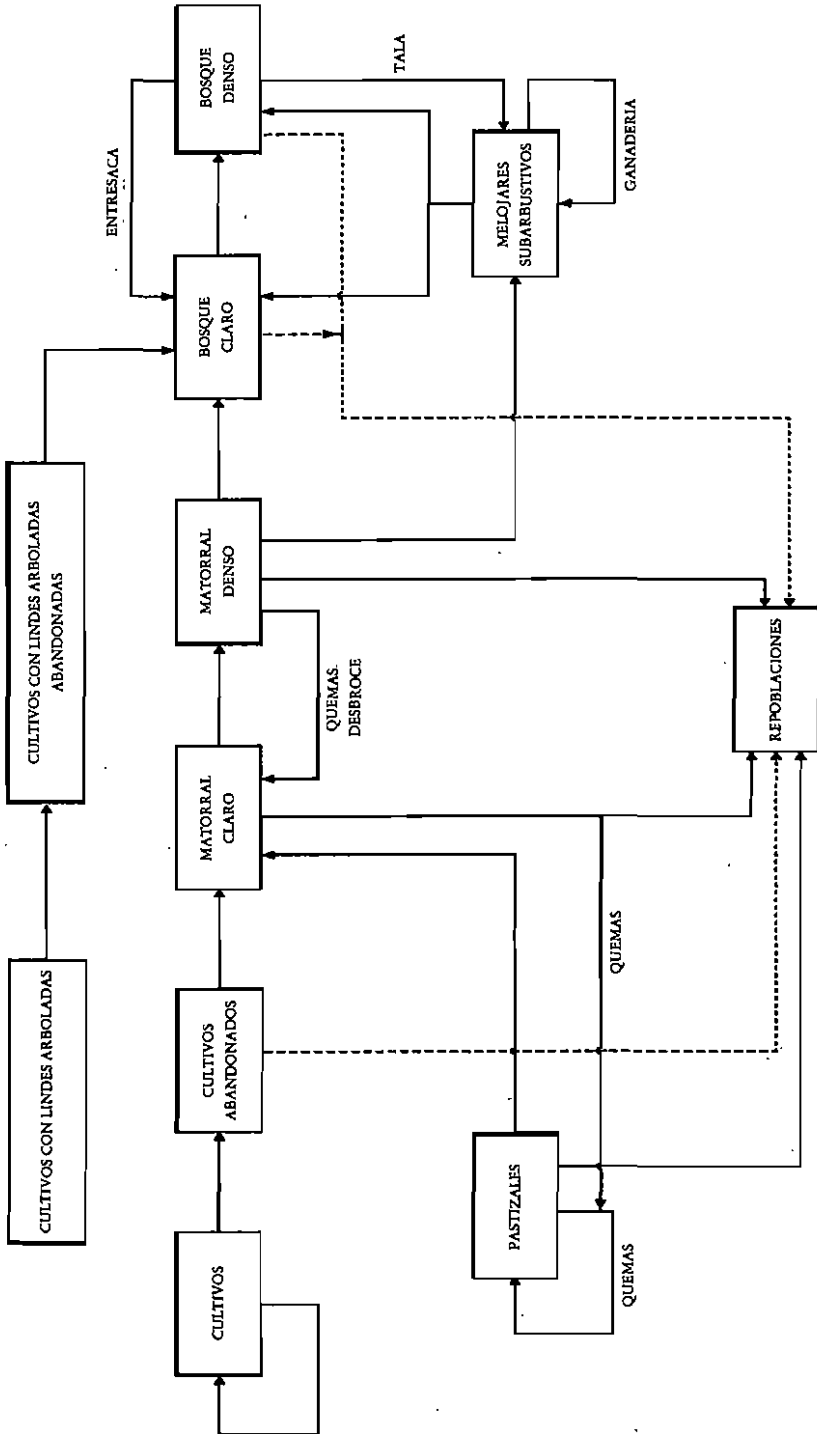 CULTIVOS CON LINDES ARBOLADAS
CULTIVOS CON LINDES ARBOLADAS
ABANDONADAS
ENTRESACA
CULTIVOS
CULTIVOS
ABANDONADOS
MATORRAL
CLARO
MATORRAL
DENSO
BOSQUE
CLARO
BOSQUE
DENSO
QUEMAS.
DESBROCE
TALA
PASTIZALES
MELOJARES
SUBARBUSTIVOS
QUEMAS
QUEMAS
GANADERIA
REPOBLACIONES